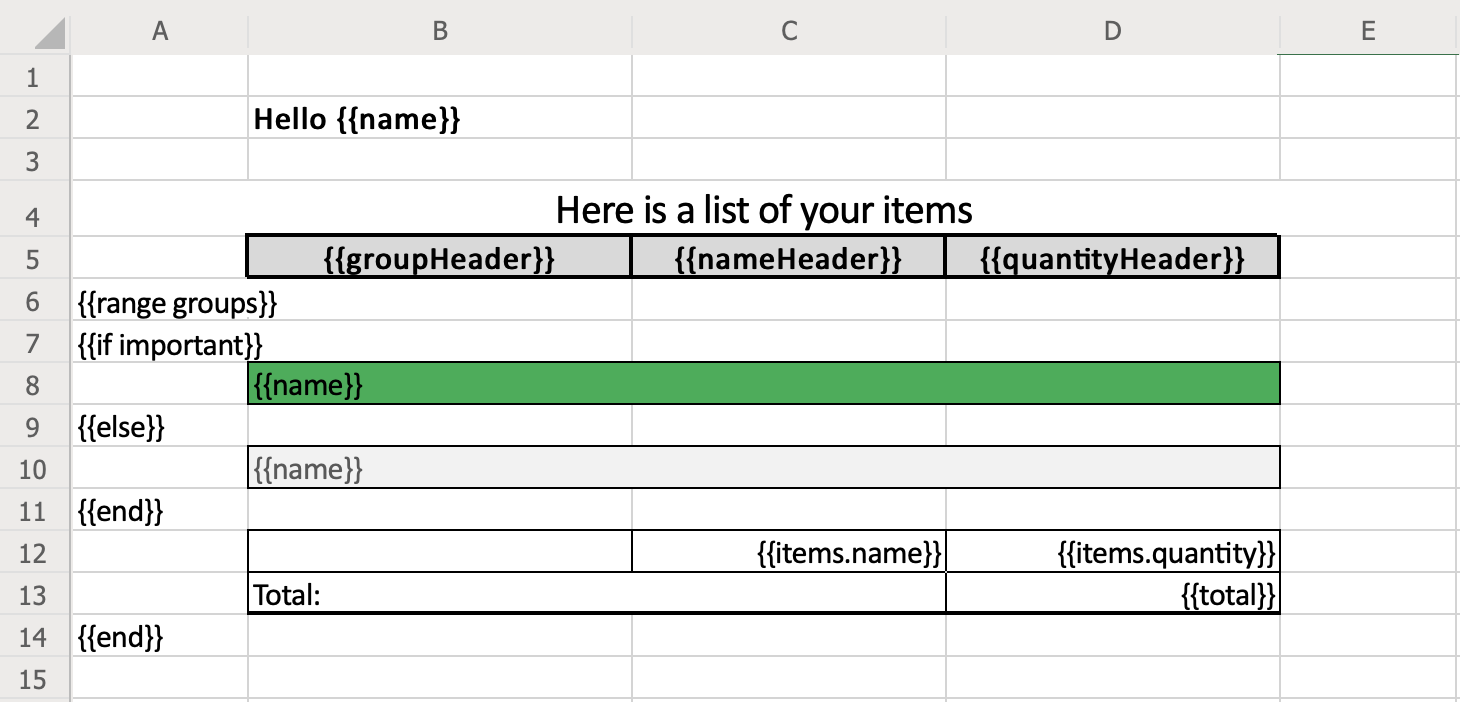 A B C D E
1
2 Hello {{name}}
3
4 Here is a list of your items
5 {{groupHeader}} {{nameHeader}} {{quantityHeader}}
6 {{range groups}}
7 {{if important}}
8 {{name}}
9 {{else}}
10 {{name}}
11 {{end}}
12 {{items.name}} {{items.quantity}}
13 Total: {{total}}
14 {{end}}
15